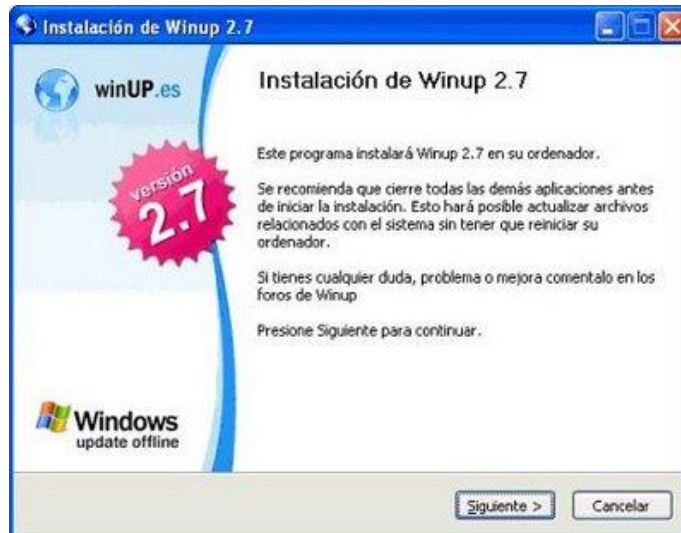 Instalación de Winup 2.7
winUP.es
versión
2.7
Windows
update offline
Instalación de Winup 2.7
Este programa instalará Winup 2.7 en su ordenador.
Se recomienda que cierre todas las demás aplicaciones antes
de iniciar la instalación. Esto hará posible actualizar archivos
relacionados con el sistema sin tener que reiniciar su
ordenador.
Si tienes cualquier duda, problema o mejora comentalo en los
foros de Winup
Presione Siguiente para continuar.
Siguiente >
Cancelar